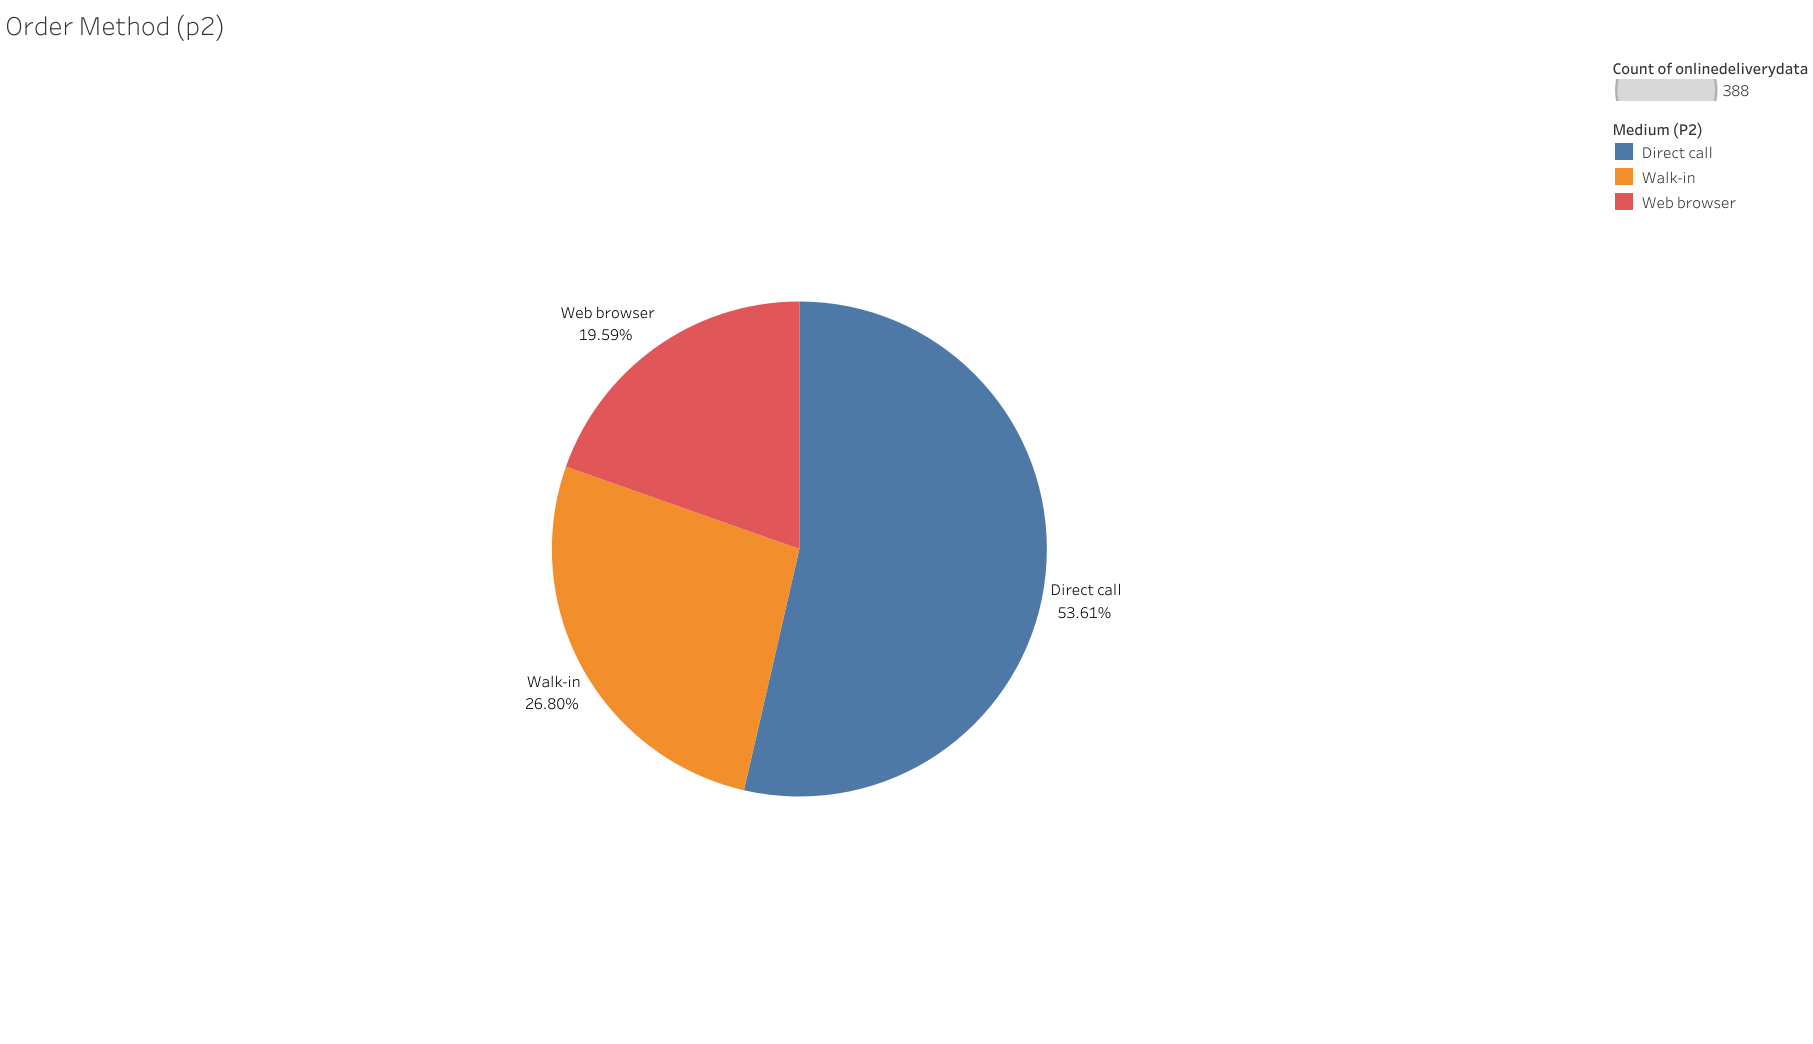 Order Method (p2)
Count of onlinedeliverydata
388
Medium (P2)
Direct call
Walk-in
Web browser
Web browser
19.59%
Direct call
53.61%
Walk-in
26.80%